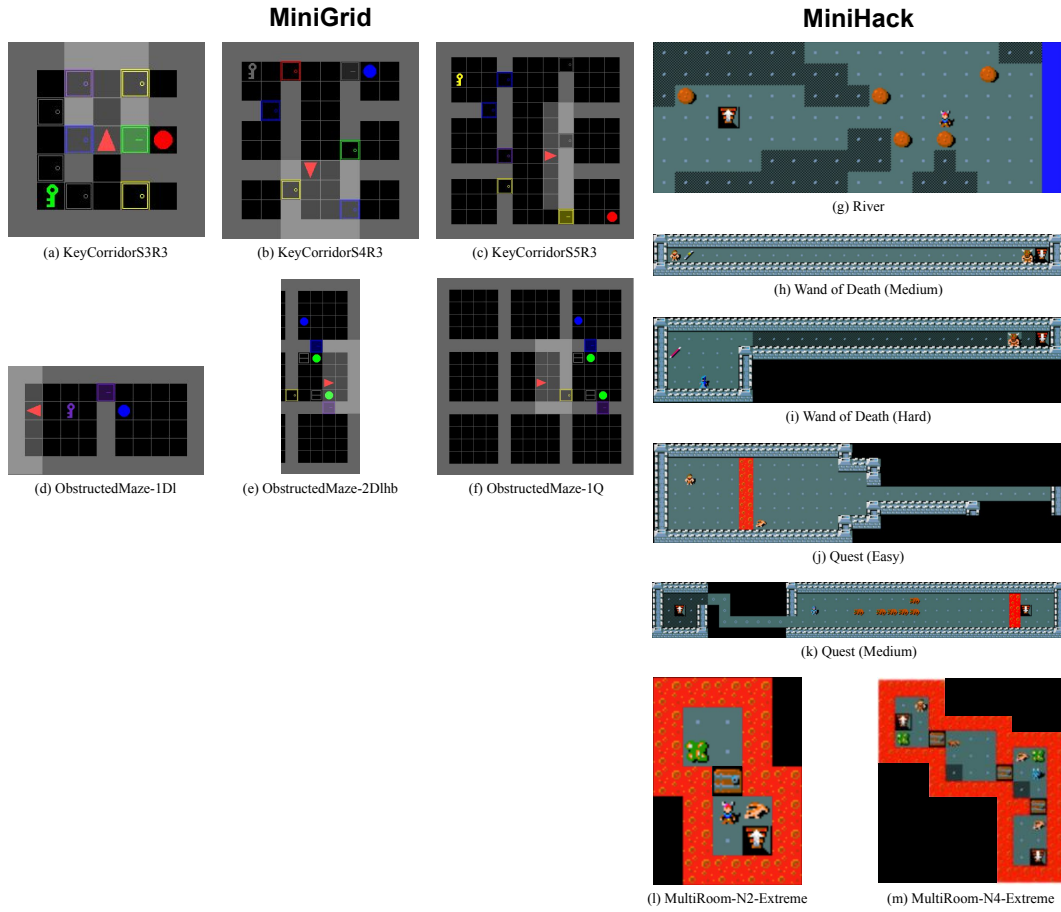 MiniGrid
(a) KeyCorridorS3R3
(b) KeyCorridorS4R3
(c) KeyCorridorS5R3
(d) ObstructedMaze-1Dl
(e) ObstructedMaze-2Dlhb
(f) ObstructedMaze-1Q
MiniHack
(g) River
(h) Wand of Death (Medium)
(i) Wand of Death (Hard)
(j) Quest (Easy)
(k) Quest (Medium)
(l) MultiRoom-N2-Extreme
(m) MultiRoom-N4-Extreme